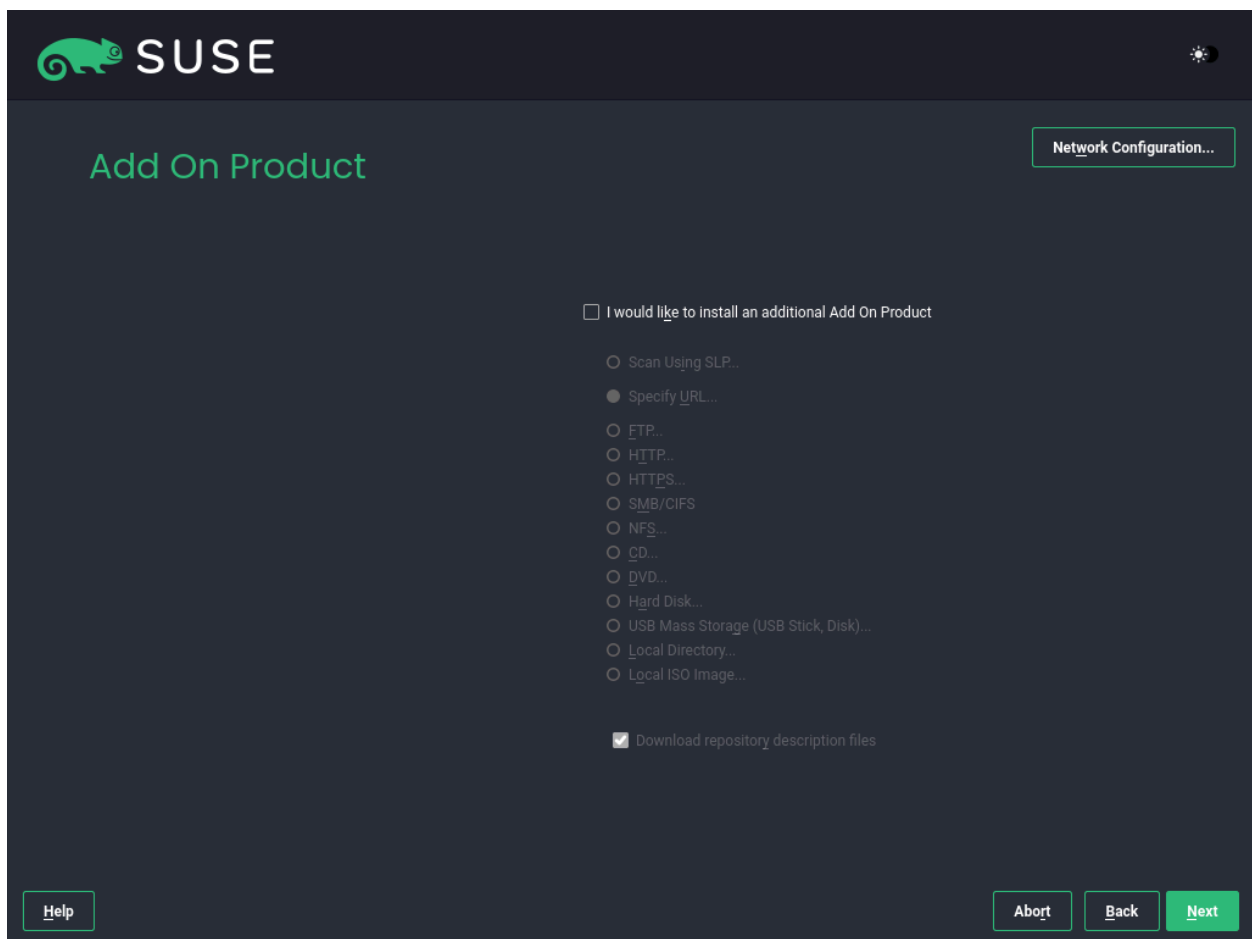 SUSE
Add On Product
Network Configuration...
I would like to install an additional Add On Product
Scan Using SLP...
Specify URL...
FTP...
HTTP...
HTTPS...
SMB/CIFS
NFS...
CD...
DVD...
Hard Disk...
USB Mass Storage (USB Stick, Disk)...
Local Directory...
Local ISO Image...
Download repository description files
Help
Abort
Back
Next